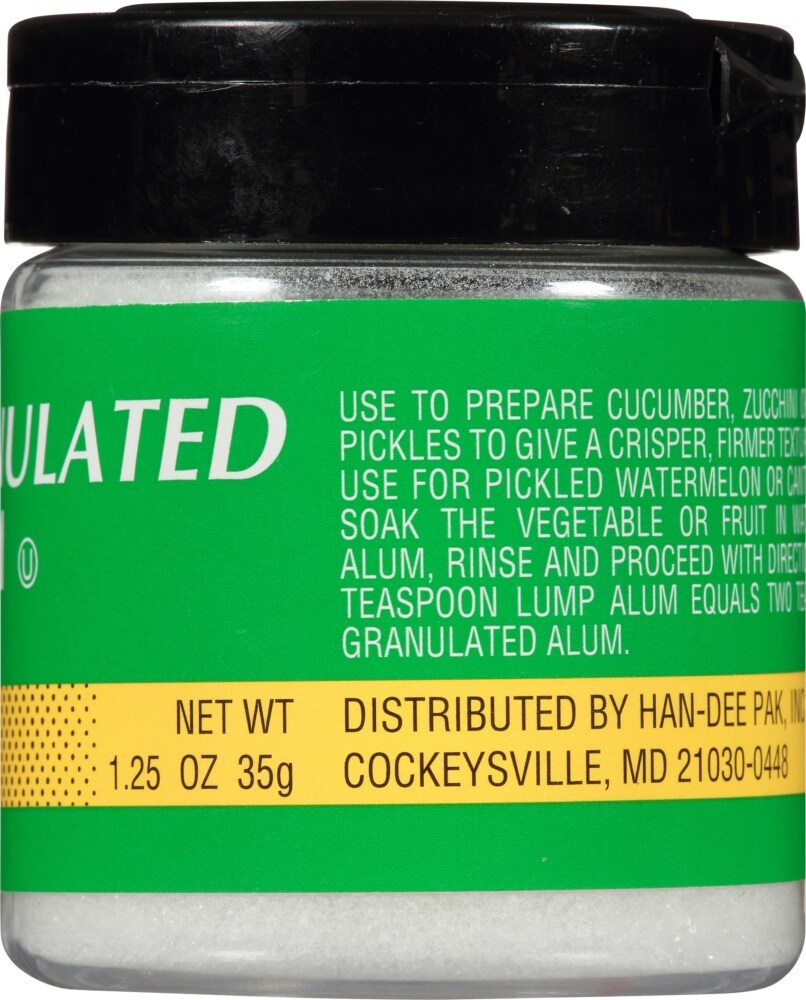 ULATED
Ⓤ
USE TO PREPARE CUCUMBER, ZUCCHINI
PICKLES TO GIVE A CRISPER, FIRMER
USE FOR PICKLED WATERMELON OR
SOAK THE VEGETABLE OR FRUIT IN
ALUM, RINSE AND PROCEED WITH
TEASPOON LUMP ALUM EQUALS TWO
GRANULATED ALUM.
NET WT
1.25 OZ 35g
DISTRIBUTED BY HAN-DEE PAK, INC.
COCKEYSVILLE, MD 21030-0448